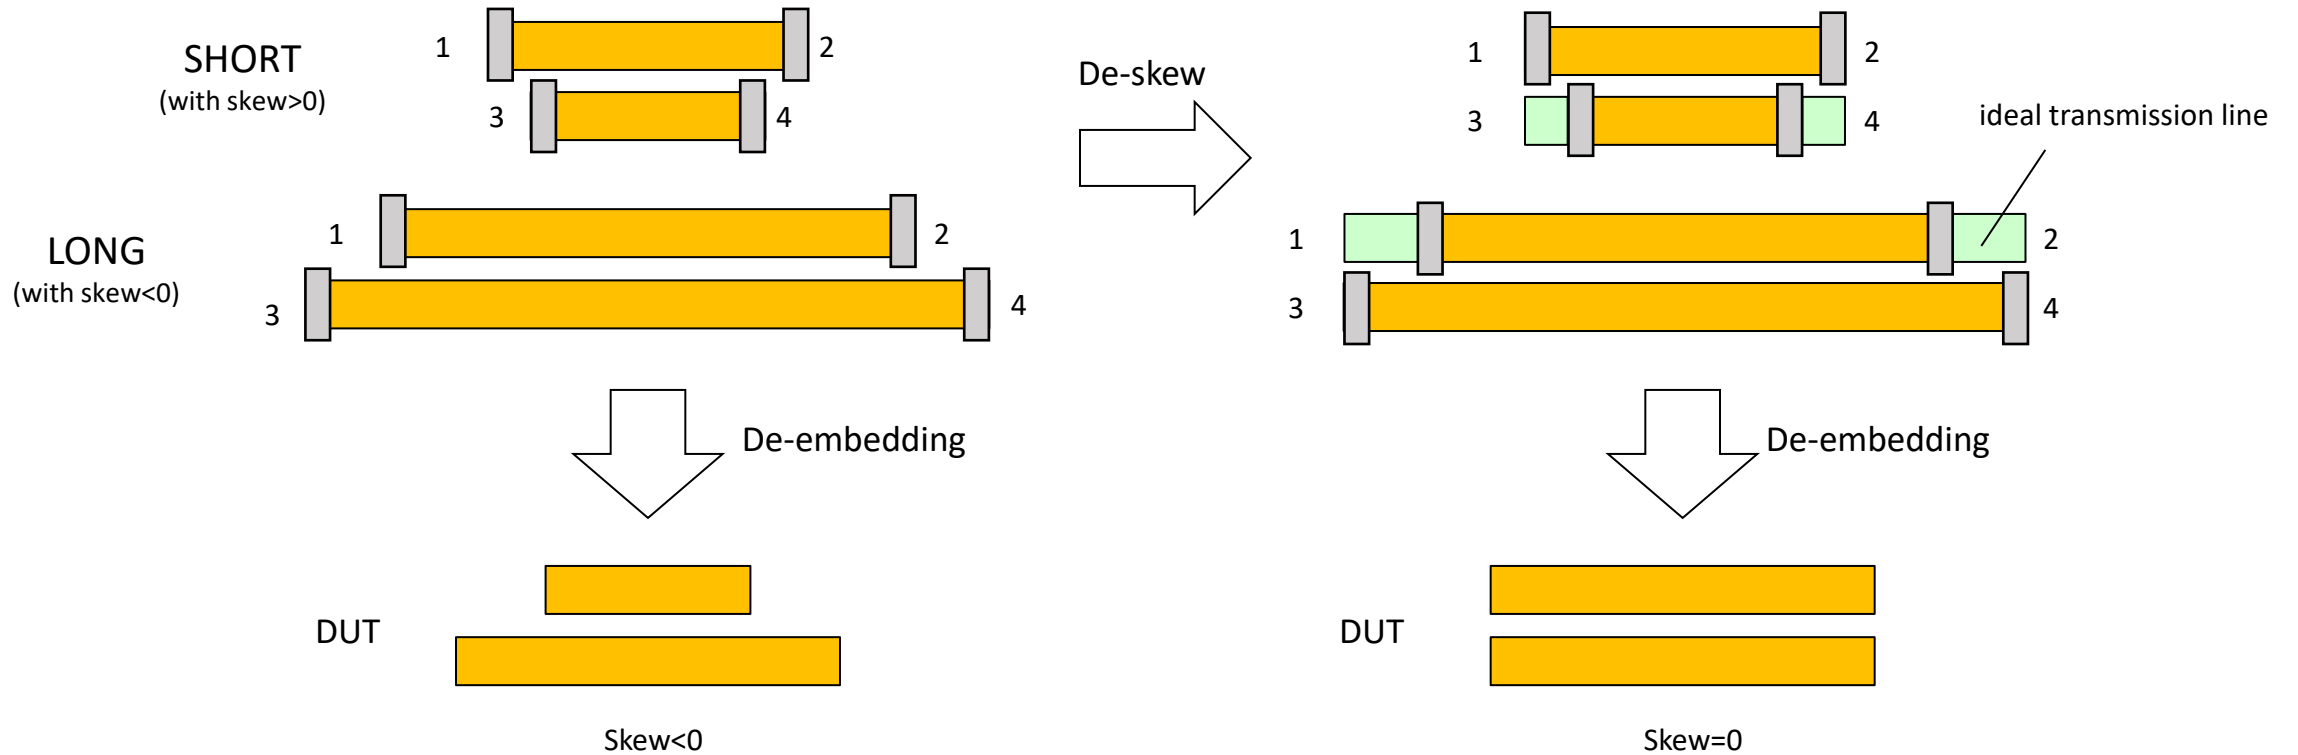 SHORT
(with skew>0)
1
2
3
4
LONG
(with skew<0)
1
2
3
4
De-skew
1
2
3
4
ideal transmission line
1
2
3
4
De-embedding
De-embedding
DUT
Skew<0
DUT
Skew=0